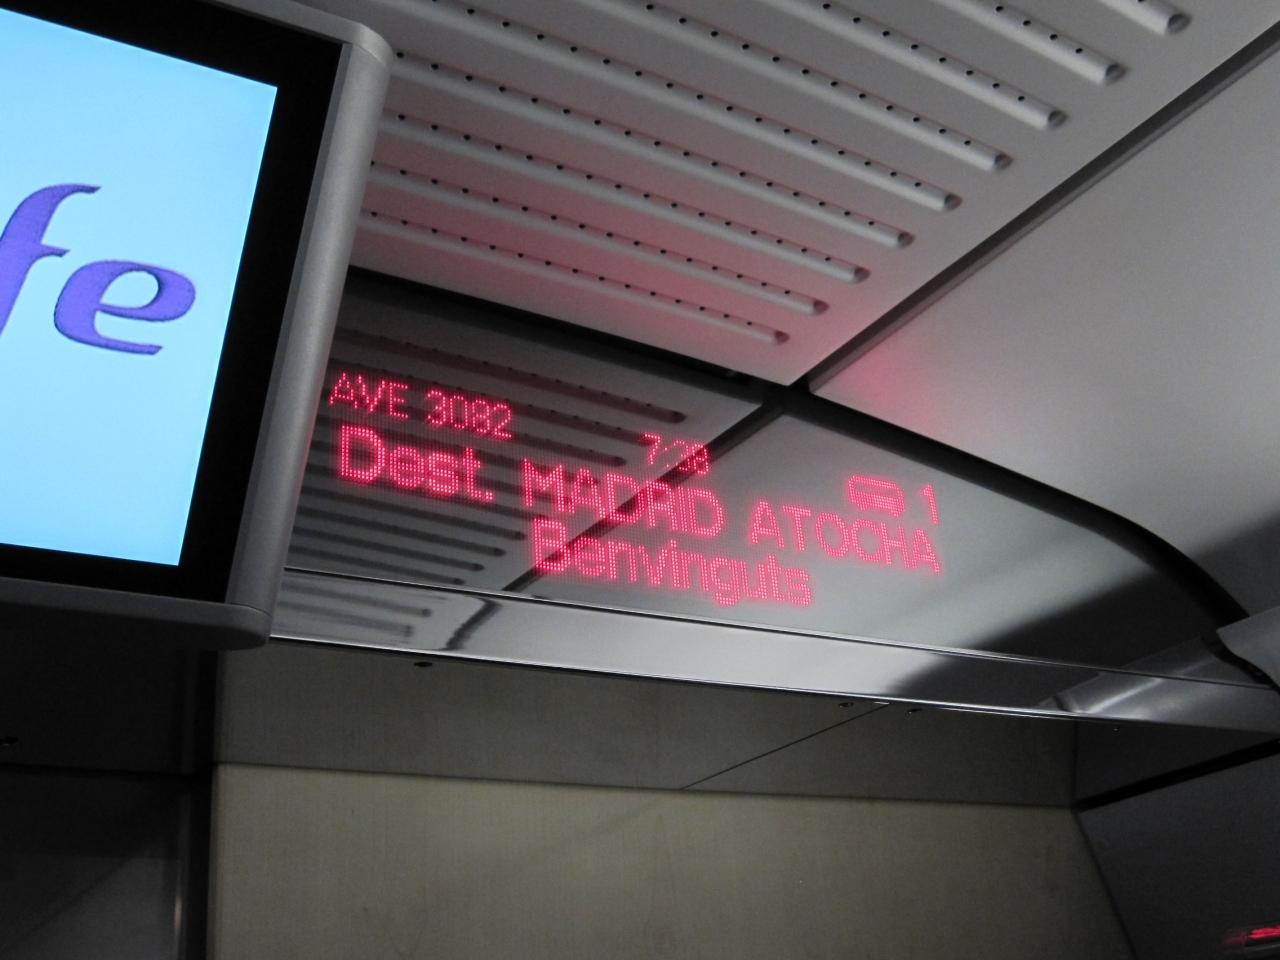 fe
AVE 3082
7:28
1
Dest. MADRID ATOCHA
Benvinguts